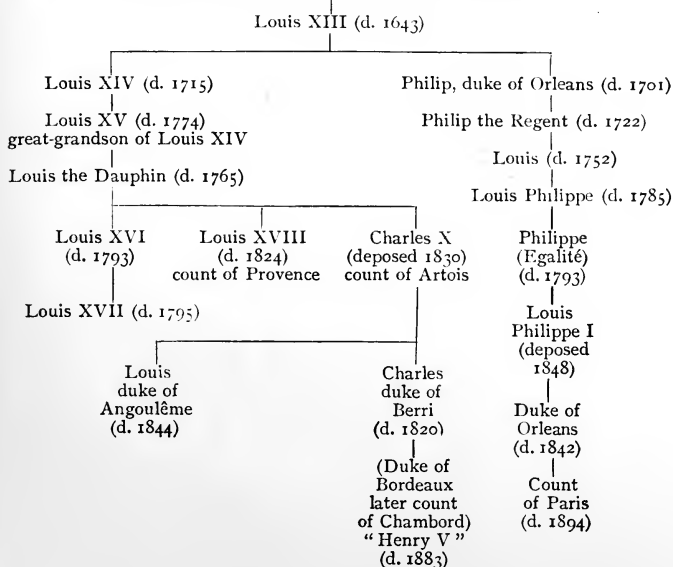 Louis XIII (d. 1643)
Louis XIV (d. 1715)
Philip, duke of Orleans (d. 1701)
Louis XV (d. 1774)
great-grandson of Louis XIV
Philip the Regent (d. 1722)
Louis (d. 1752)
Louis the Dauphin (d. 1765)
Louis Philippe (d. 1785)
Louis XVI
(d. 1793)
Louis XVIII
(d. 1824)
count of Provence
Charles X
(deposed 1830)
count of Artois
Philippe
(Egalité)
(d. 1793)
Louis XVII (d. 1795)
Louis
Philippe I
(deposed
1848)
Louis
duke of
Angoulême
(d. 1844)
Charles
duke of
Berri
(d. 1820)
Duke of
Orleans
(d. 1842)
(Duke of
Bordeaux
later count
of Chambord)
"Henry V"
(d. 1883)
Count
of Paris
(d. 1894)